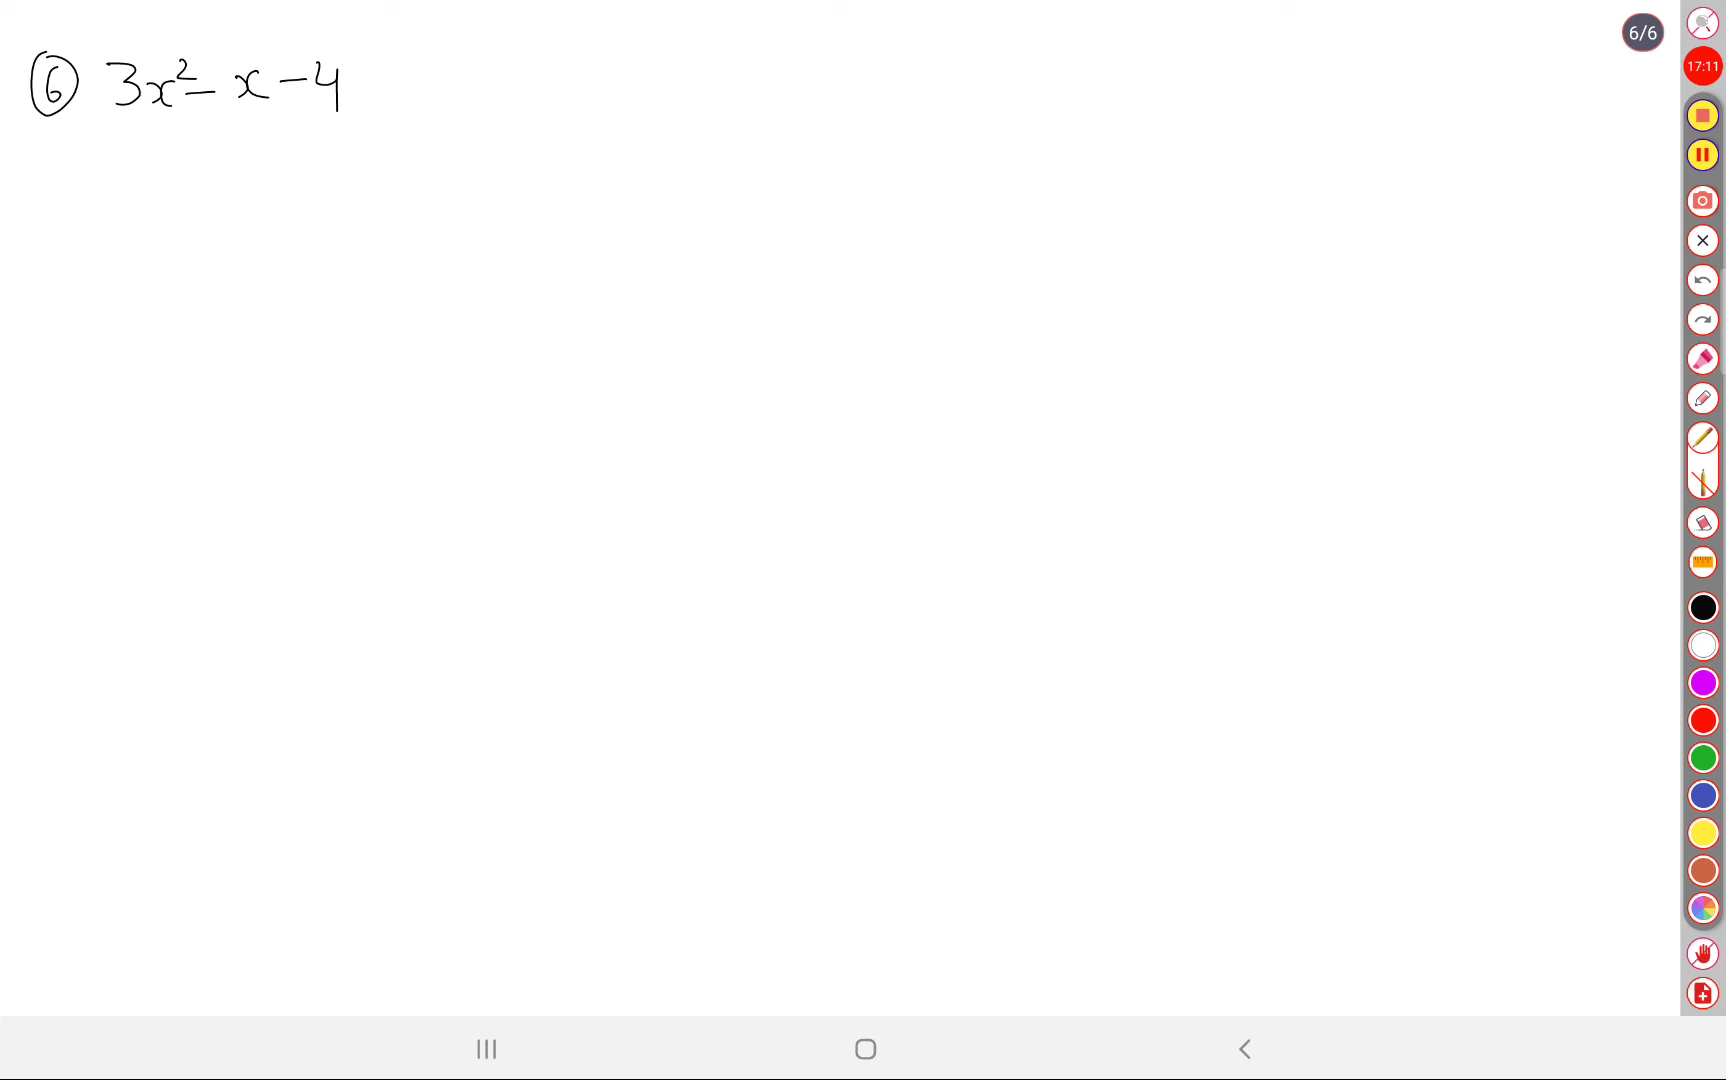 ⑥ 3x² - x - 4
6/6
17:11